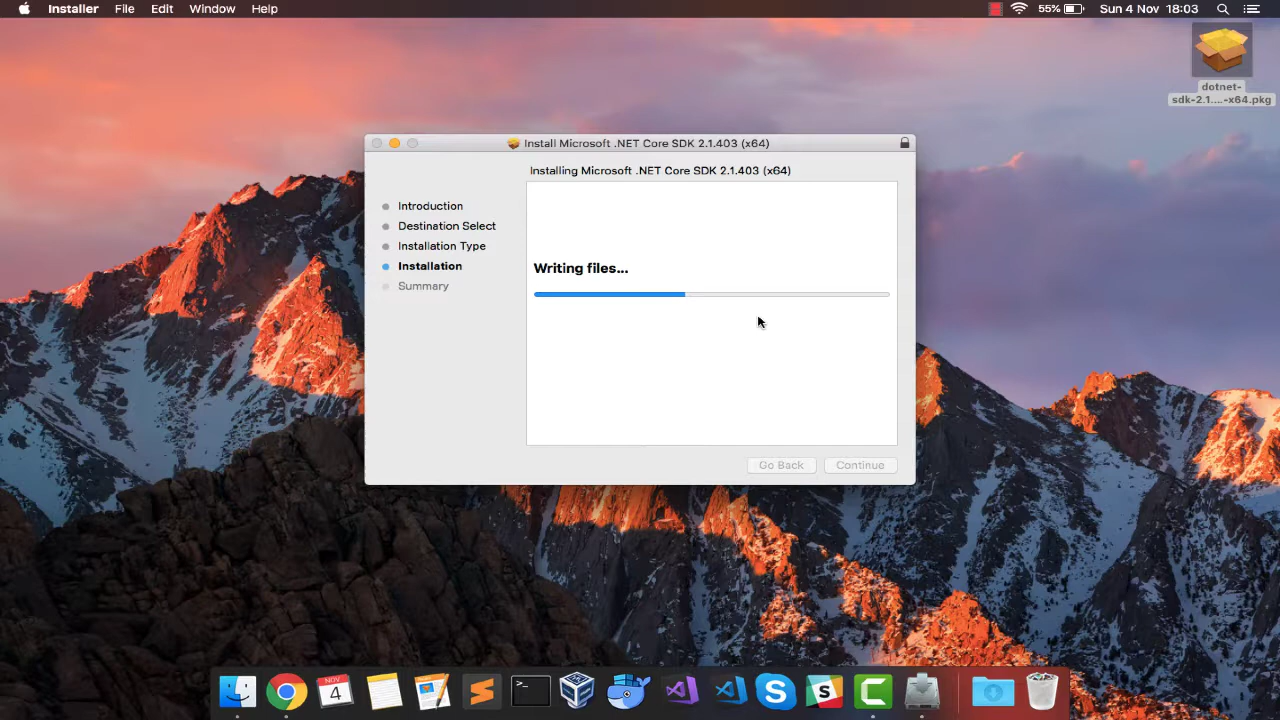 Installer File Edit Window Help 55% Sun 4 Nov 18:03
dotnet-
sdk-2.1....-x64.pkg
Install Microsoft .NET Core SDK 2.1.403 (x64)
Installing Microsoft .NET Core SDK 2.1.403 (x64)
Introduction
Destination Select
Installation Type
Installation
Summary
Writing files...
Go Back Continue
NOV
4
>_
S
S
C